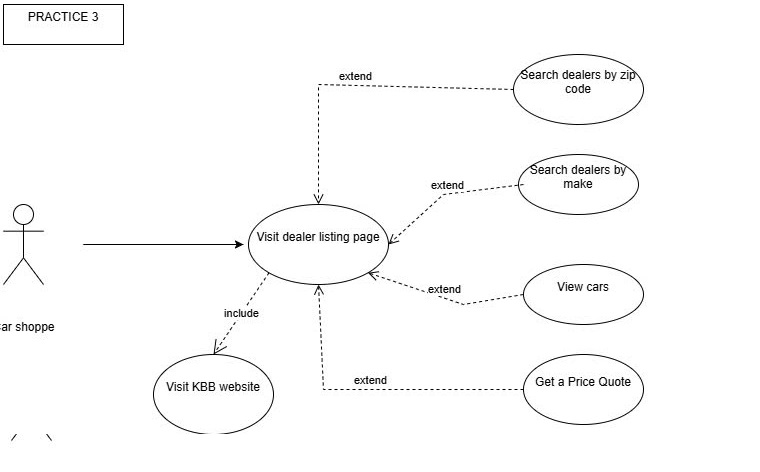 PRACTICE 3
extend
Search dealers by zip
code
extend
Search dealers by
make
Visit dealer listing page
extend
View cars
include
ar shoppe
extend
Get a Price Quote
Visit KBB website